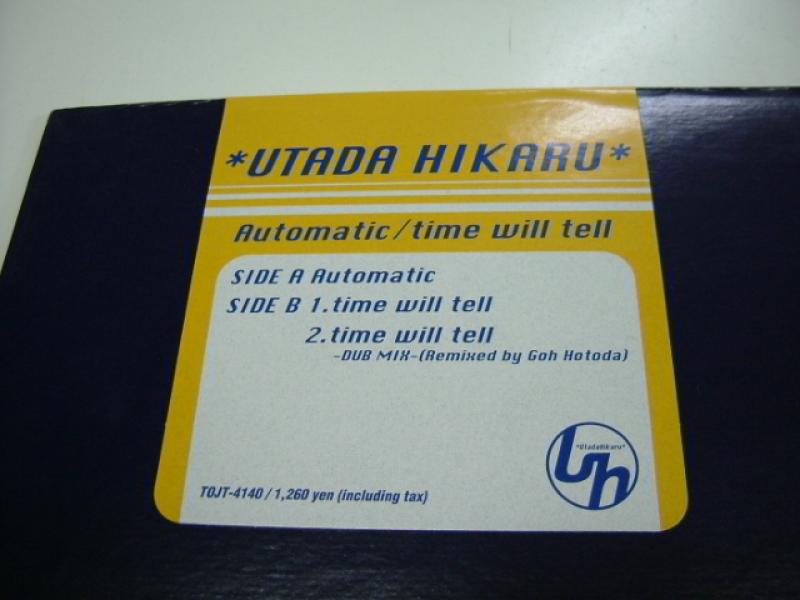 *UTADA HIKARU*
Automatic/time will tell
SIDE A Automatic
SIDE B 1.time will tell
2.time will tell
-DUB MIX-(Remixed by Goh Hotoda)
*UtadaHikaru*
Uh
TOJT-4140 / 1,260 yen (including tax)